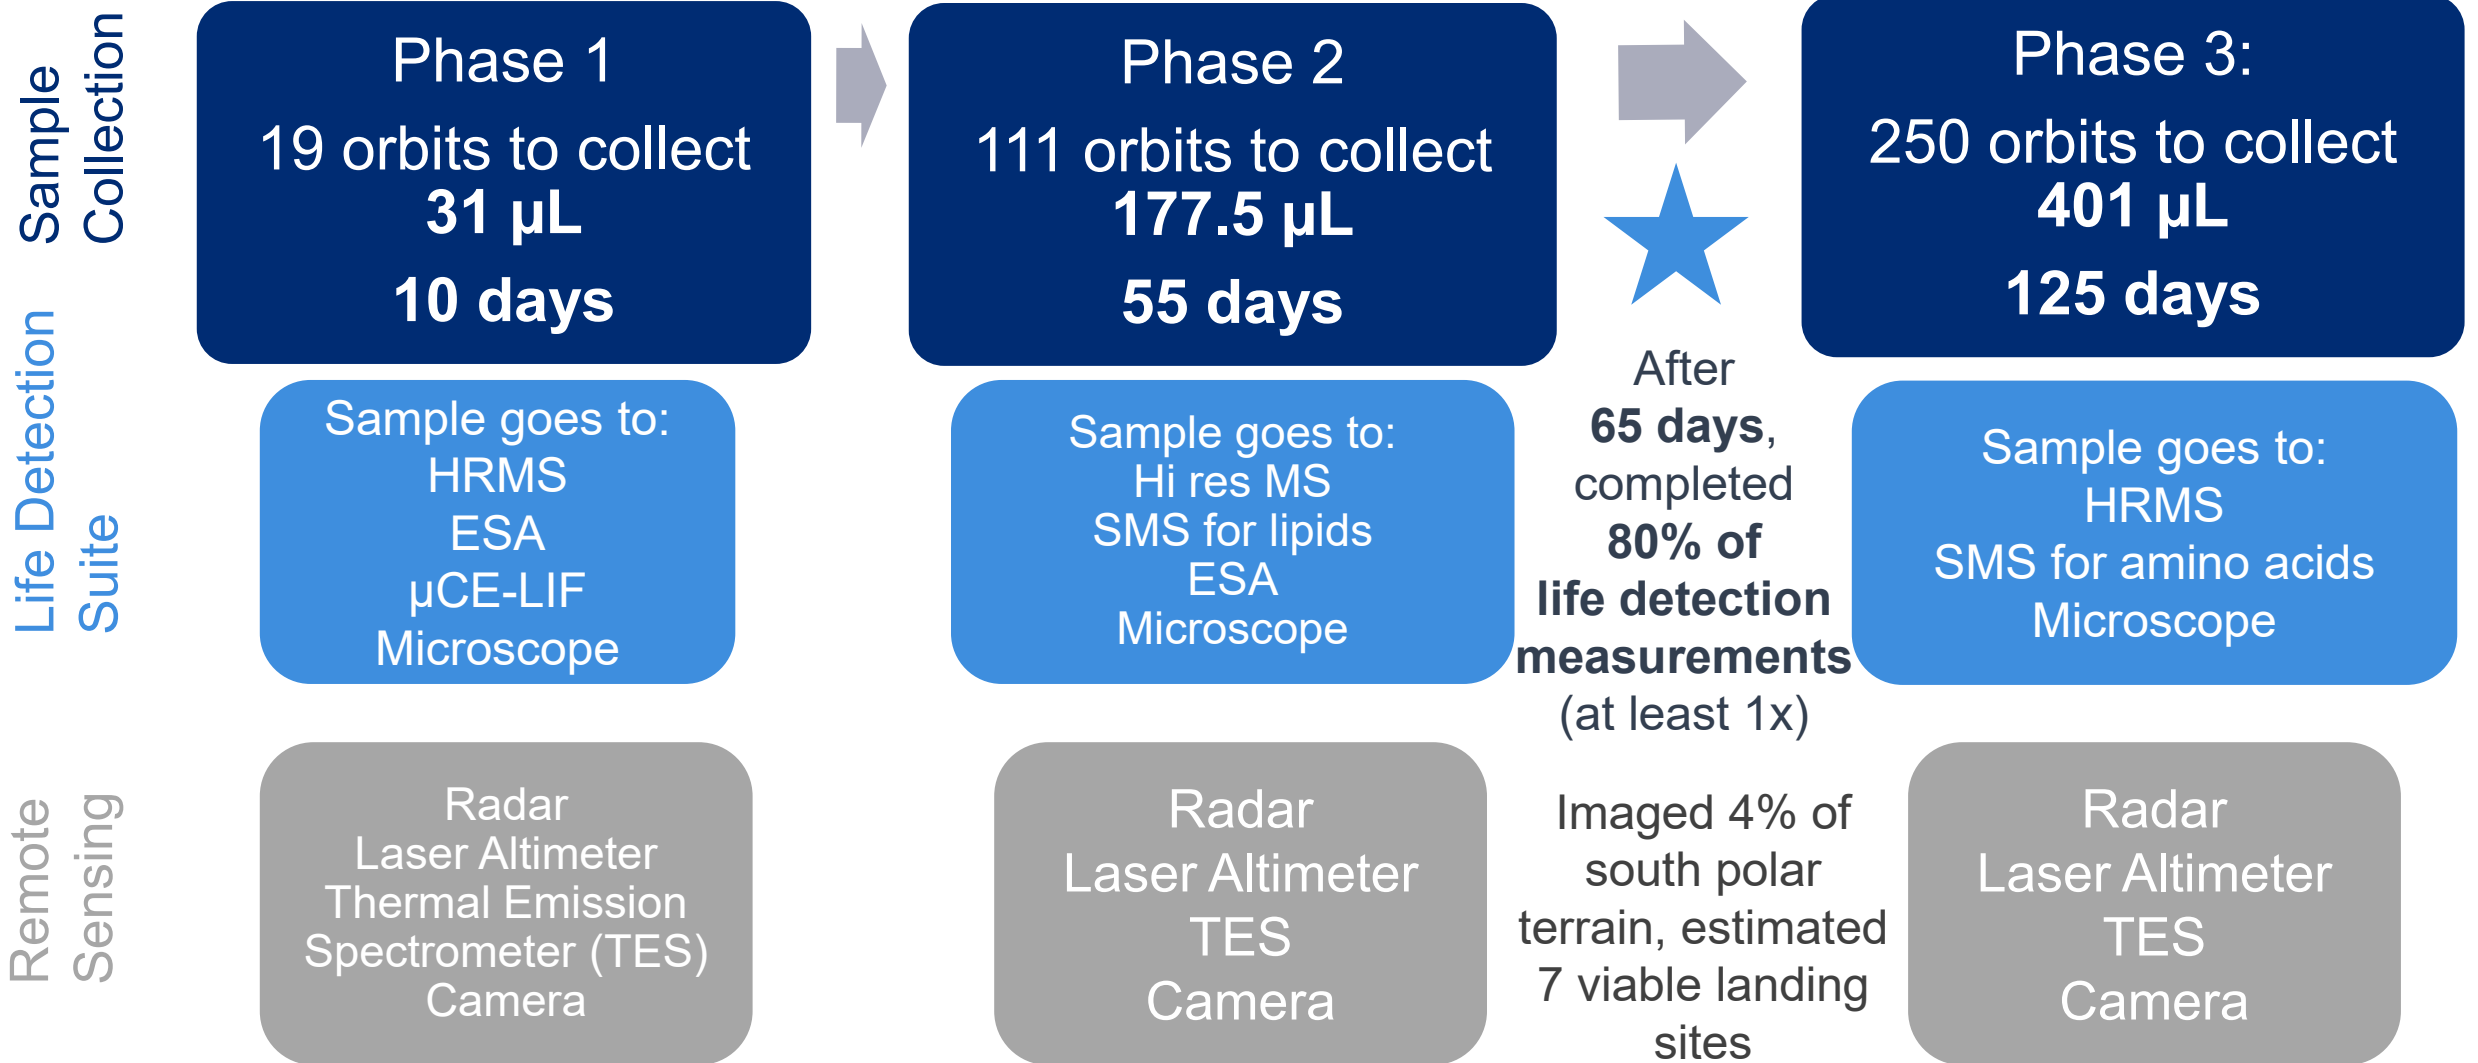 Sample
Collection
Phase 1
19 orbits to collect
31 µL
10 days
Phase 2
111 orbits to collect
177.5 µL
55 days
Phase 3:
250 orbits to collect
401 µL
125 days
Life Detection
Suite
Sample goes to:
HRMS
ESA
µCE-LIF
Microscope
Sample goes to:
Hi res MS
SMS for lipids
ESA
Microscope
After
65 days,
completed
80% of
life detection
measurements
(at least 1x)
Sample goes to:
HRMS
SMS for amino acids
Microscope
Remote
Sensing
Radar
Laser Altimeter
Thermal Emission
Spectrometer (TES)
Camera
Radar
Laser Altimeter
TES
Camera
Imaged 4% of
south polar
terrain, estimated
7 viable landing
sites
Radar
Laser Altimeter
TES
Camera